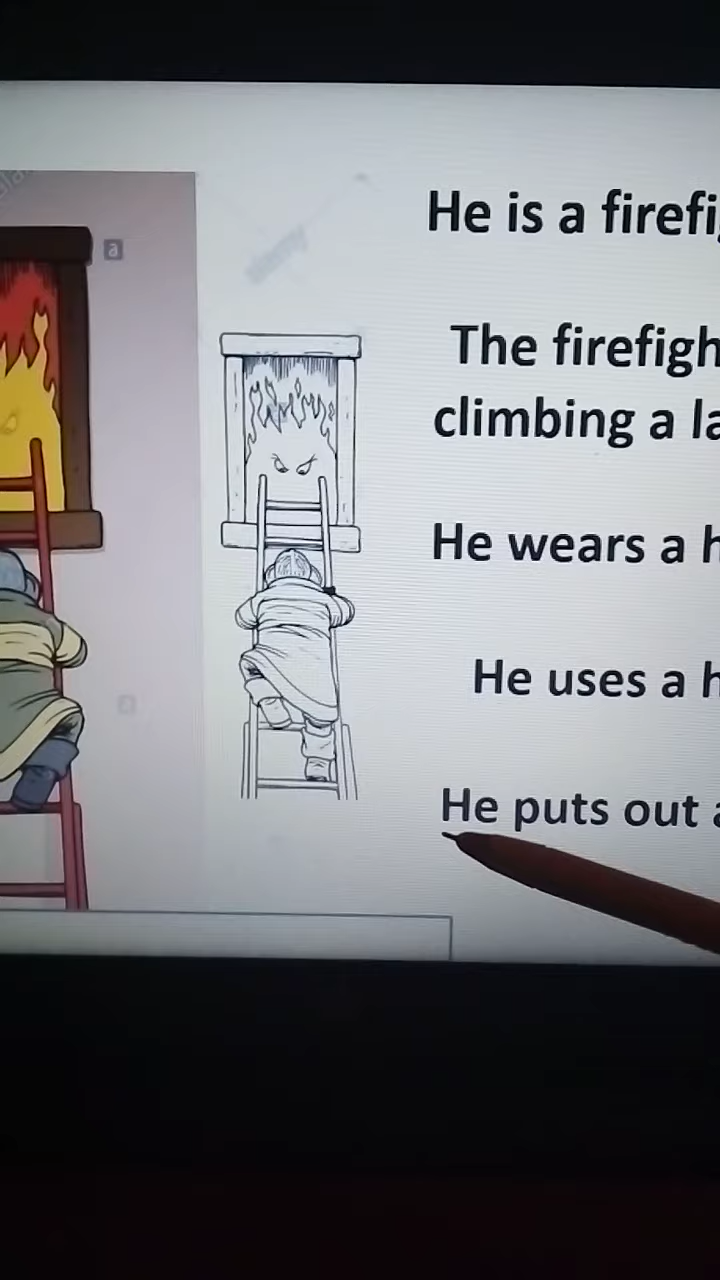 He is a firefi
The firefigh
climbing a la
He wears a h
He uses a h
He puts out a
a
a